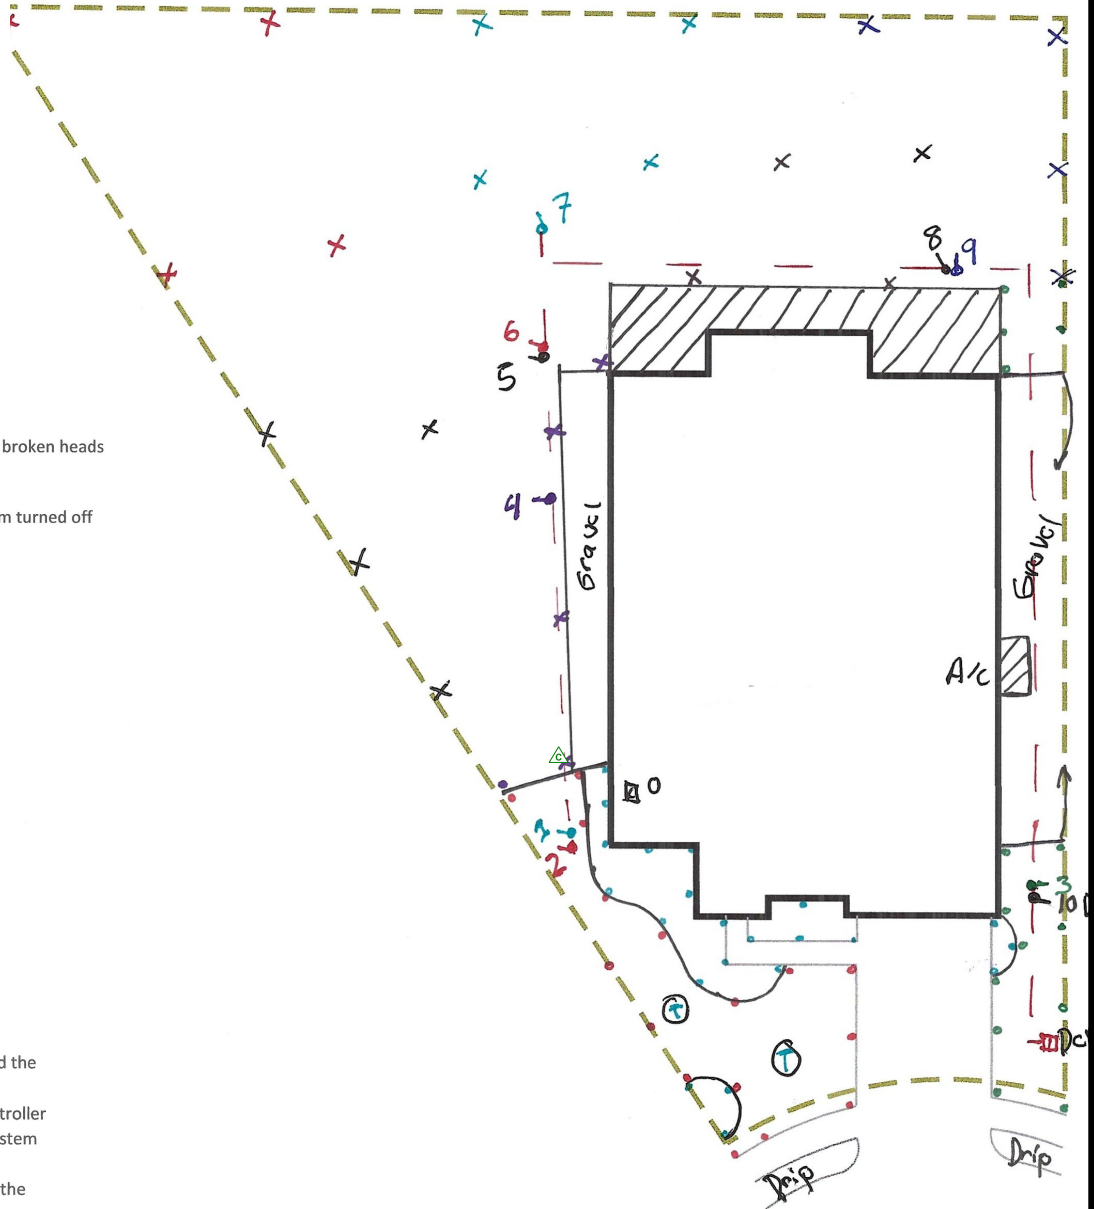 7
8 9
6
5
broken heads
4
m turned off
Gravel
Gravel
A/c
C
O
1
2
3
10
T
DC
T
d the
troller
stem
the
Drip
Drip